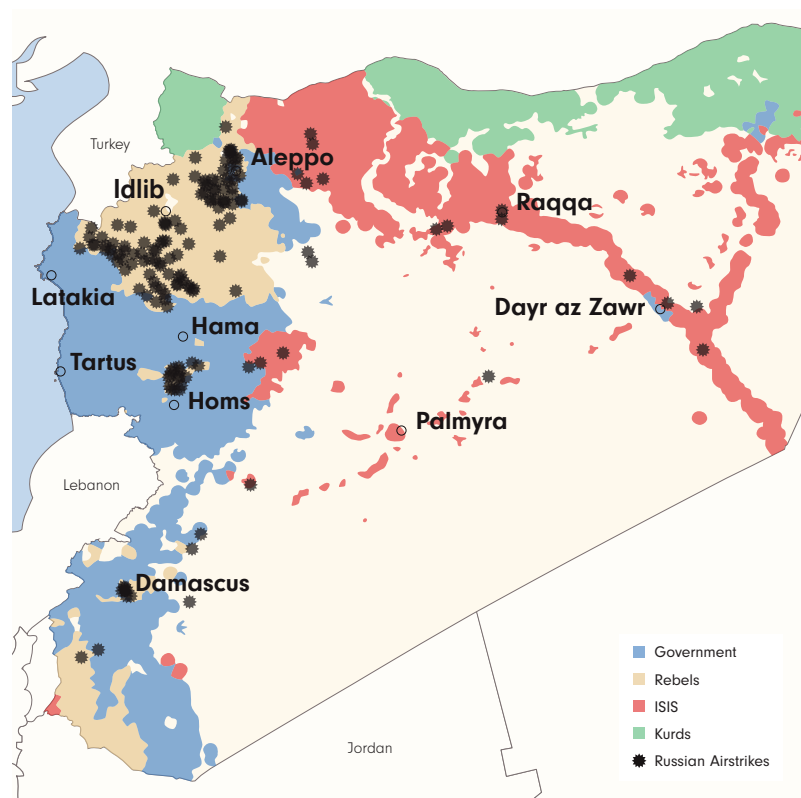 Turkey
Aleppo
Idlib
Raqqa
Latakia
Dayr az Zawr
Hama
Tartus
Homs
Palmyra
Lebanon
Damascus
Jordan
Government
Rebels
ISIS
Kurds
Russian Airstrikes